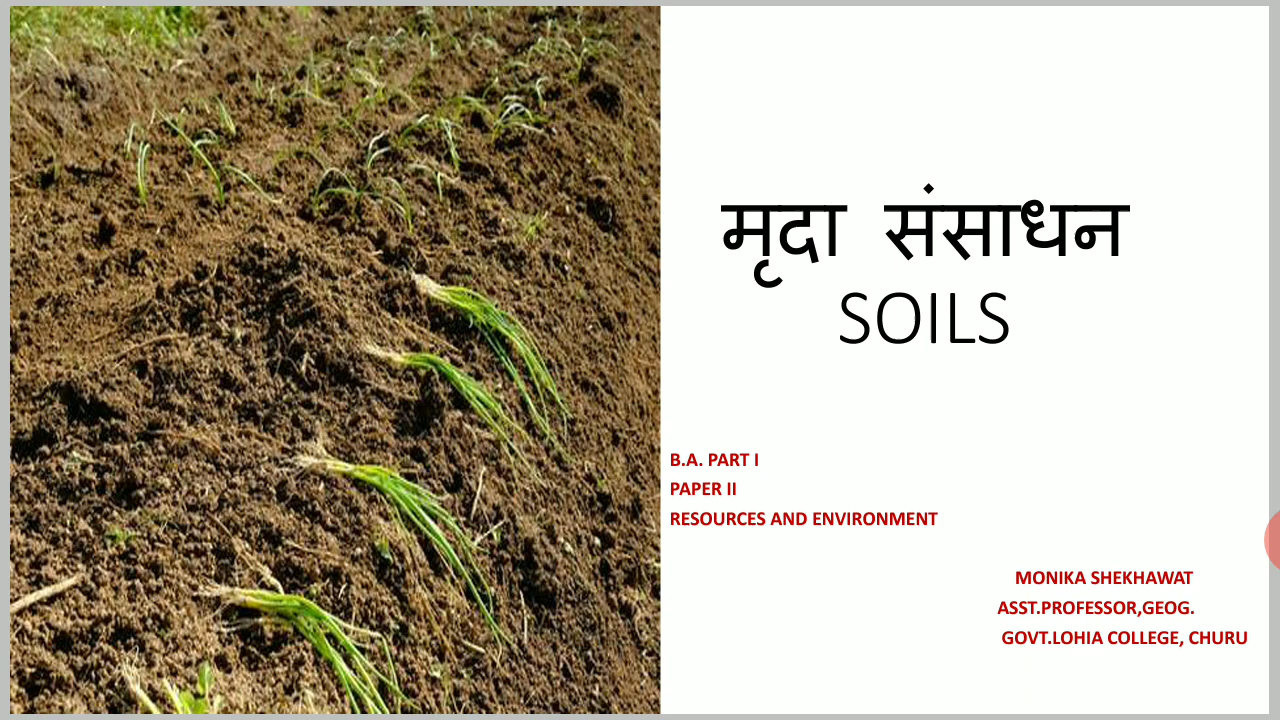 मृदा संसाधन
SOILS
B.A. PART I
PAPER II
RESOURCES AND ENVIRONMENT
MONIKA SHEKHAWAT
ASST.PROFESSOR,GEOG.
GOVT.LOHIA COLLEGE, CHURU